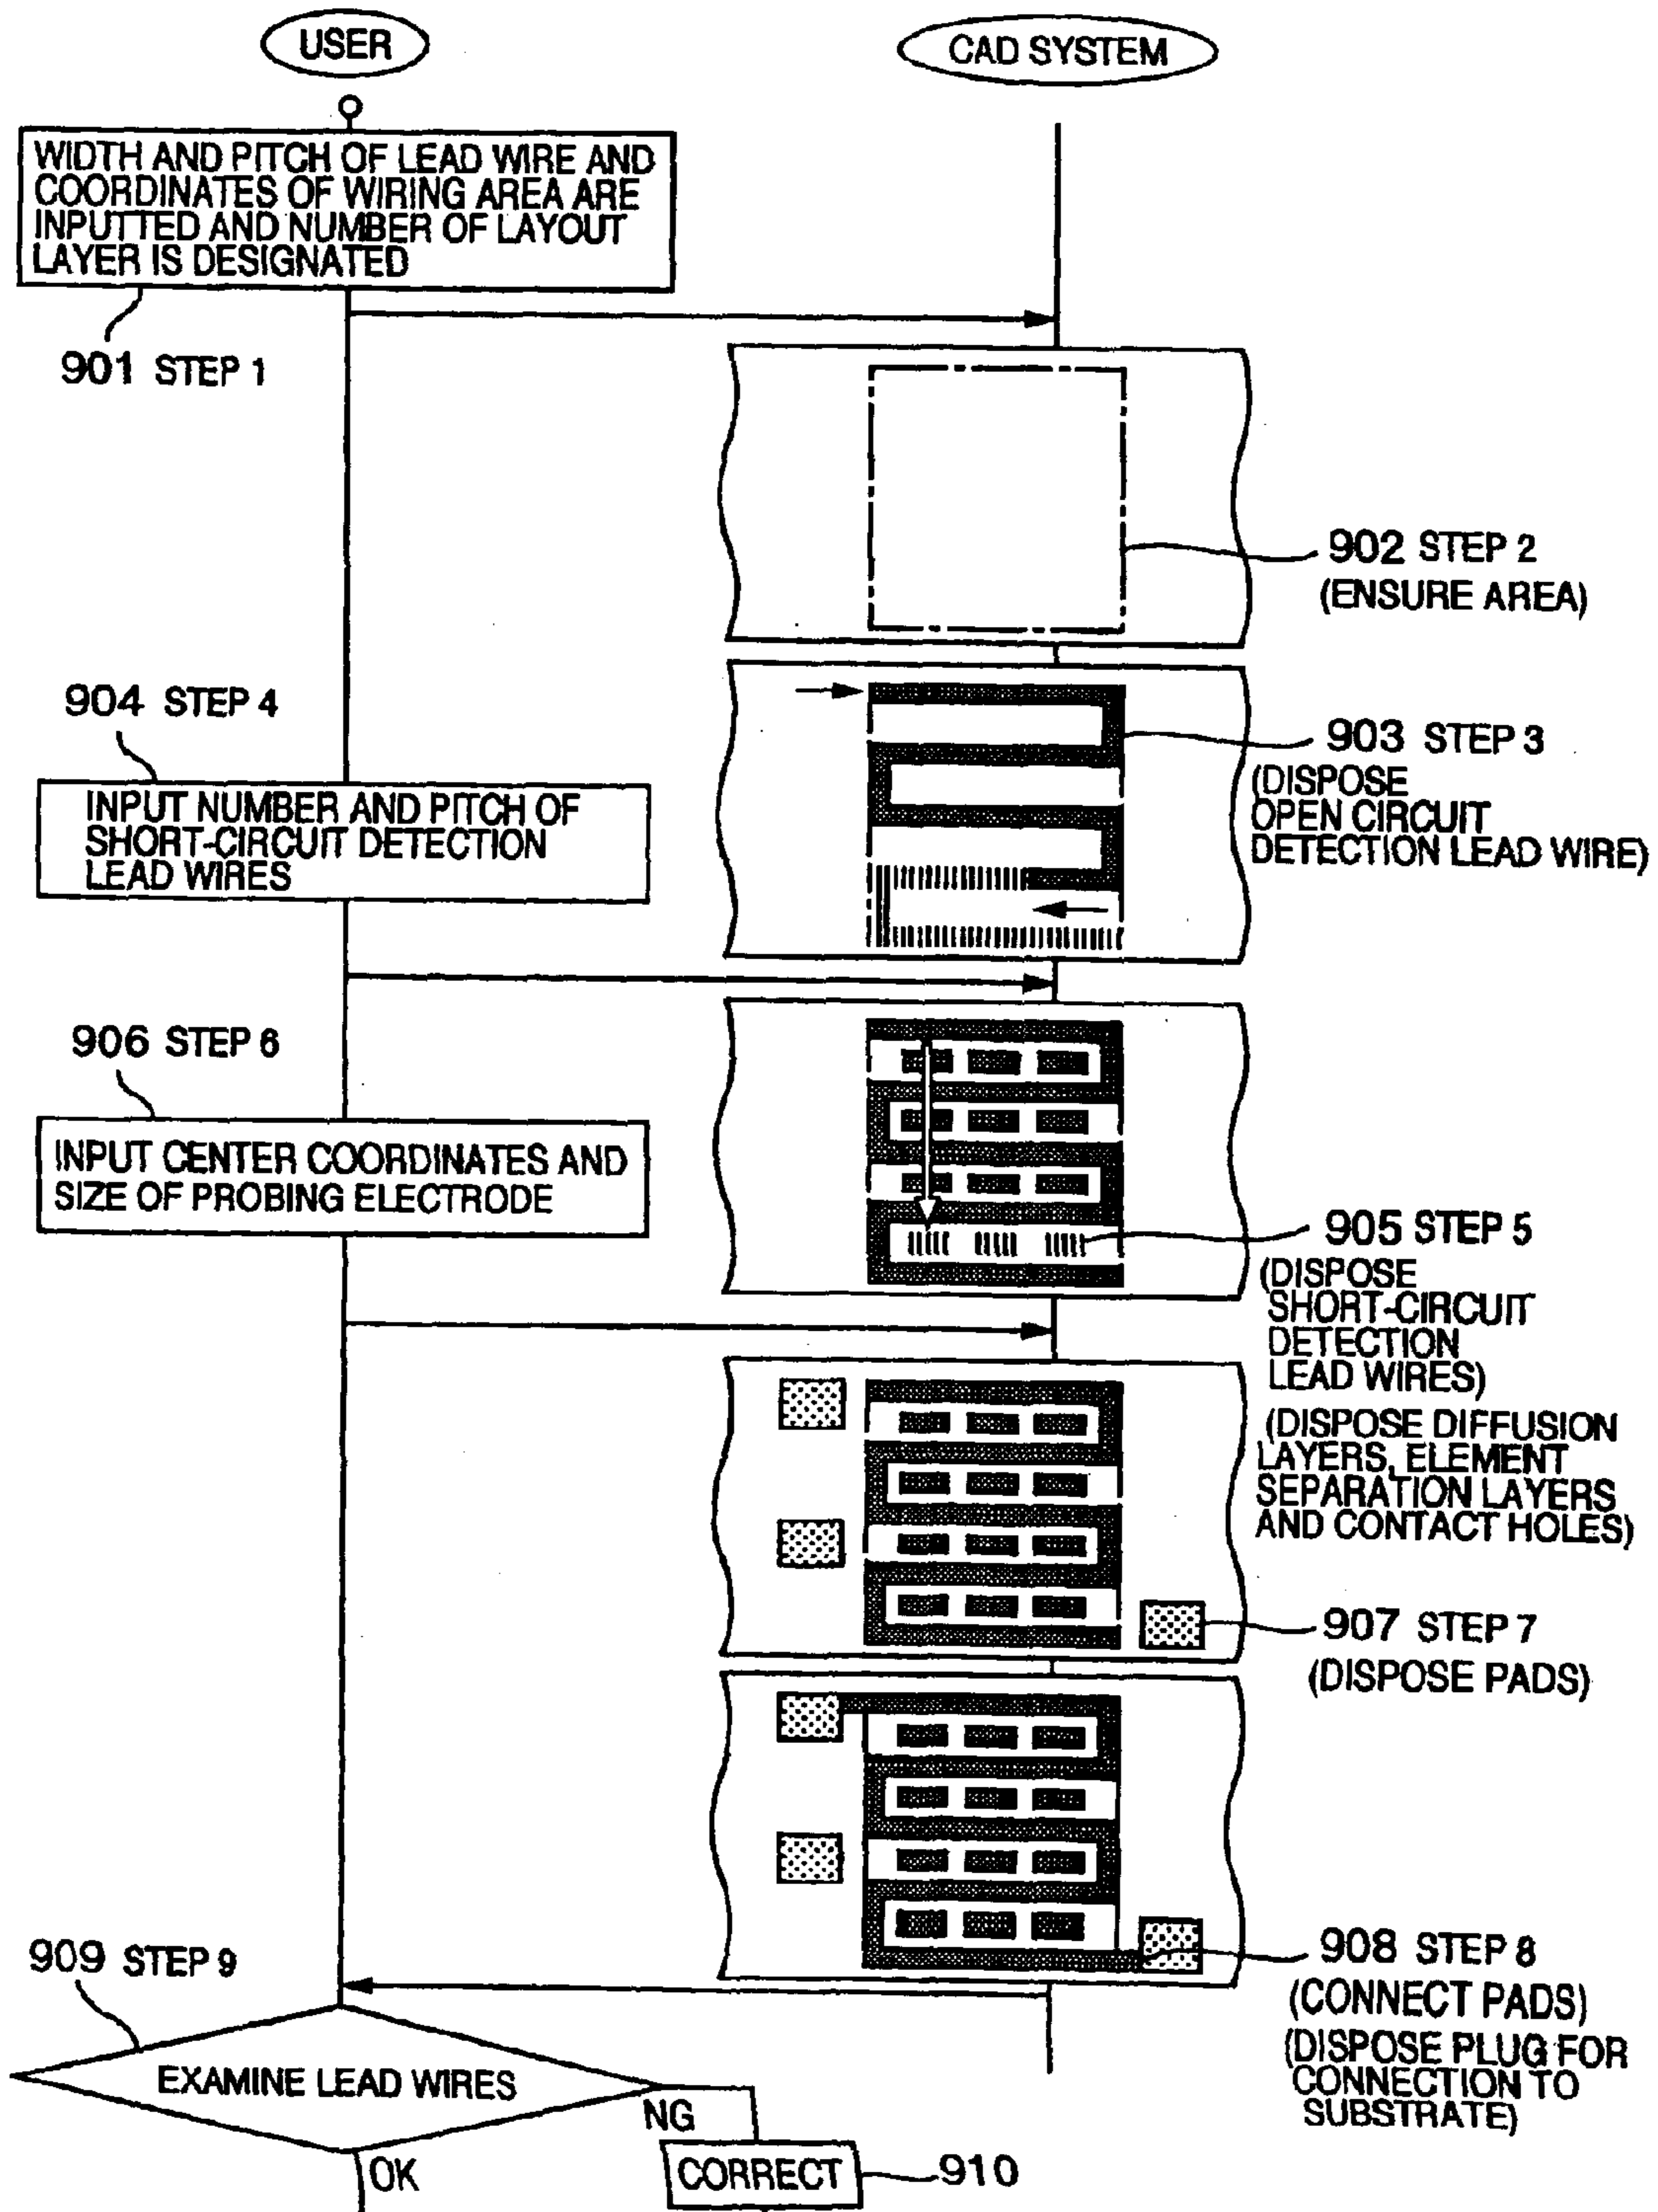 USER
CAD SYSTEM
WIDTH AND PITCH OF LEAD WIRE AND
COORDINATES OF WIRING AREA ARE
INPUTTED AND NUMBER OF LAYOUT
LAYER IS DESIGNATED
901 STEP 1
902 STEP 2
(ENSURE AREA)
904 STEP 4
903 STEP 3
(DISPOSE
OPEN CIRCUIT
DETECTION LEAD WIRE)
INPUT NUMBER AND PITCH OF
SHORT-CIRCUIT DETECTION
LEAD WIRES
906 STEP 6
INPUT CENTER COORDINATES AND
SIZE OF PROBING ELECTRODE
905 STEP 5
(DISPOSE
SHORT-CIRCUIT
DETECTION
LEAD WIRES)
(DISPOSE DIFFUSION
LAYERS, ELEMENT
SEPARATION LAYERS
AND CONTACT HOLES)
907 STEP 7
(DISPOSE PADS)
908 STEP 8
(CONNECT PADS)
(DISPOSE PLUG FOR
CONNECTION TO
SUBSTRATE)
909 STEP 9
EXAMINE LEAD WIRES
NG
OK
CORRECT
910